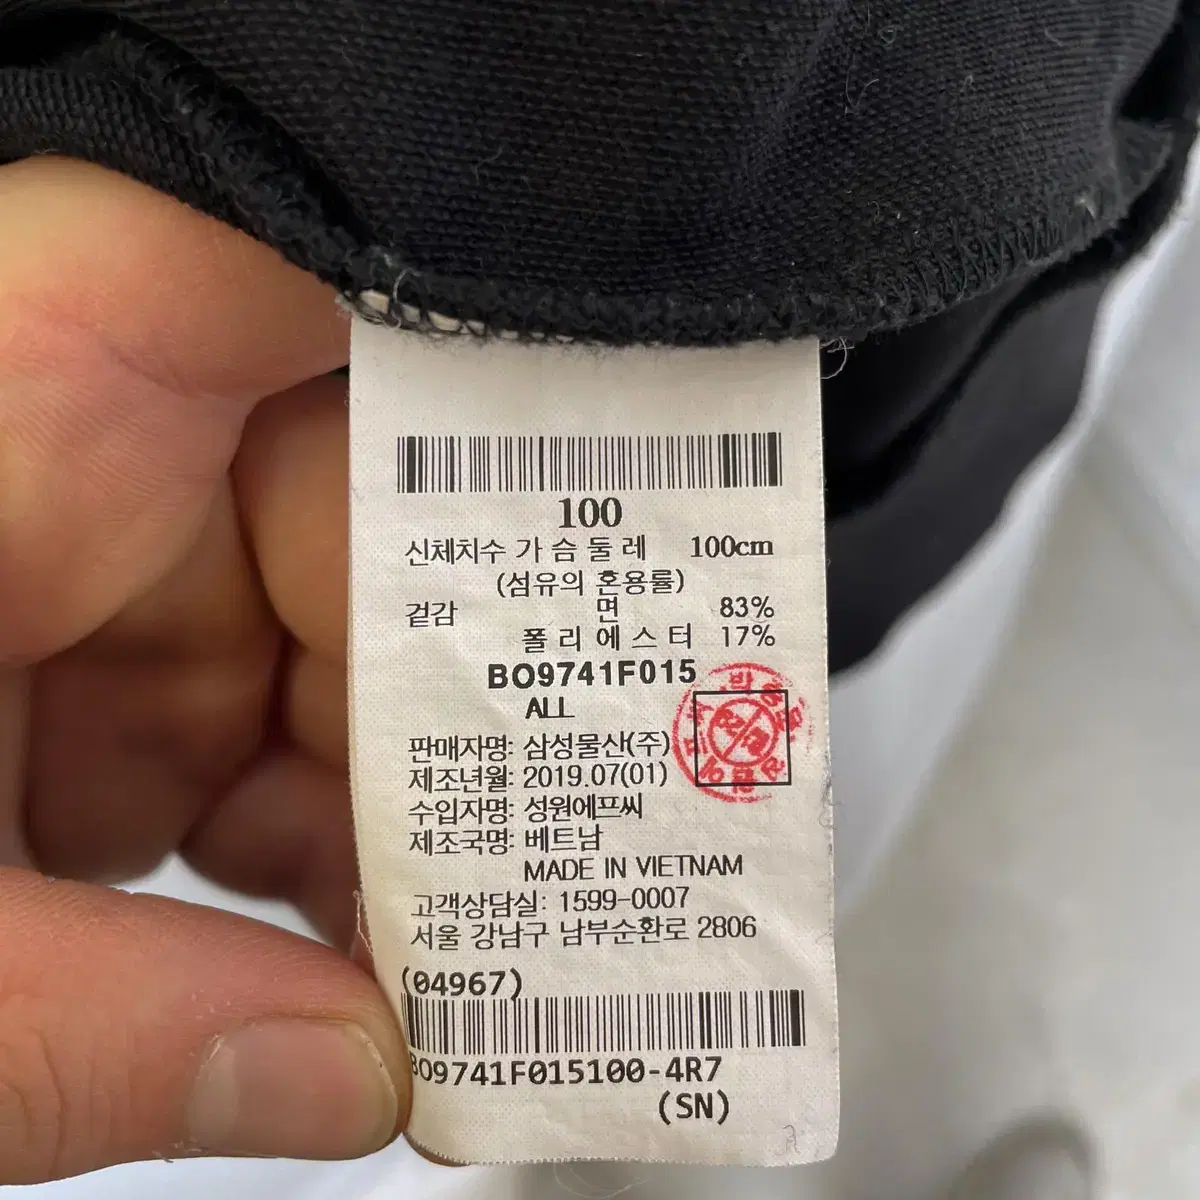 100
신체치수 가슴둘레 100cm
(섬유의 혼용률)
겉감 면 83%
폴리에스터 17%
BO9741F015
ALL
판매자명: 삼성물산(주)
제조년월: 2019.07(01)
수입자명: 성원에프씨
제조국명: 베트남
MADE IN VIETNAM
고객상담실: 1599-0007
서울 강남구 남부순환로 2806
(04967)
BO9741F015100-4R7
(SN)